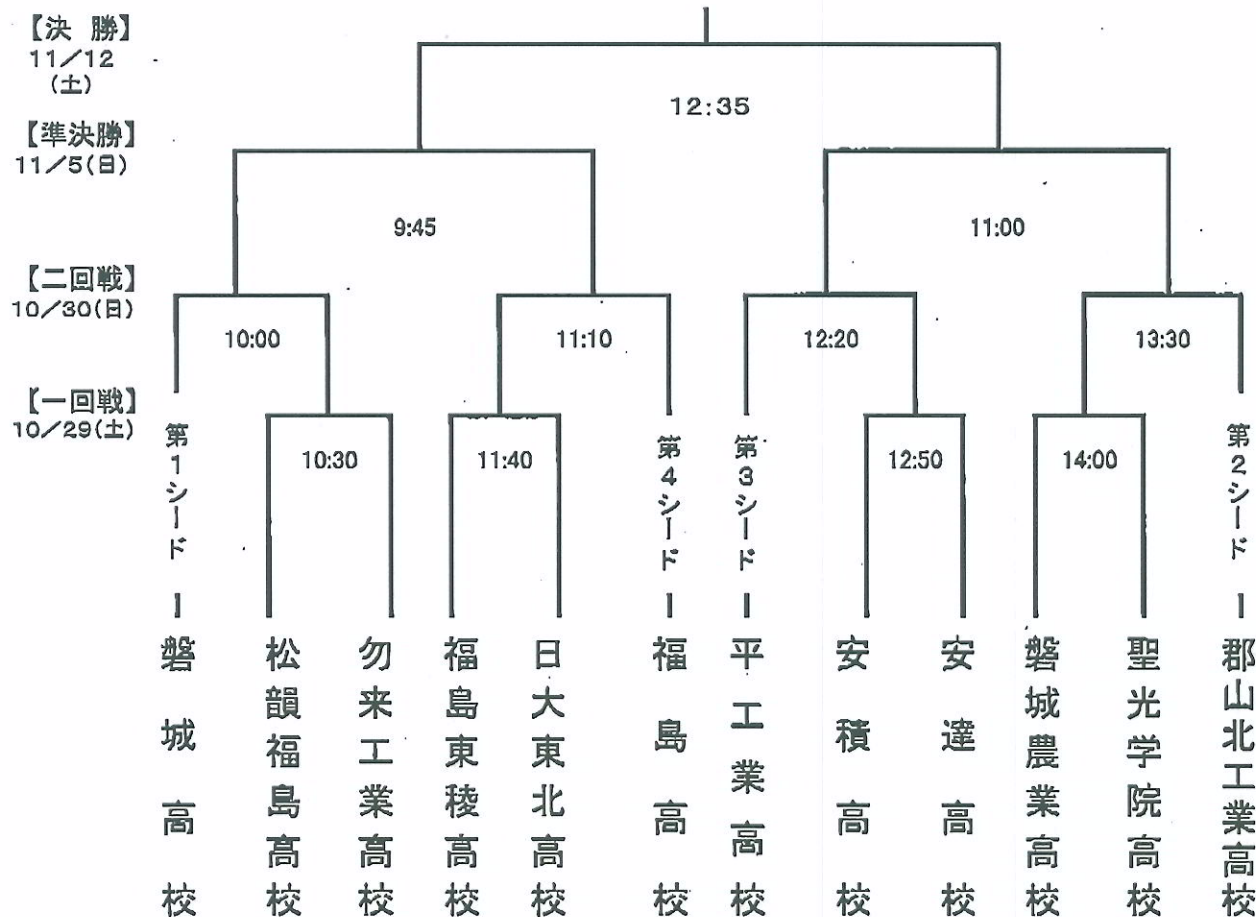 【決 勝】
11／12
(土)
12:35
【準決勝】
11／5(日)
9:45
11:00
【二回戦】
10／30(日)
10:00
11:10
12:20
13:30
【一回戦】
10／29(土)
10:30
11:40
12:50
14:00
第1シード
第4シード
第3シード
第2シード
磐城高校
松韻福島高校
勿来工業高校
福島東稜高校
日大東北高校
福島高校
平工業高校
安積高校
安達高校
磐城農業高校
聖光学院高校
郡山北工業高校